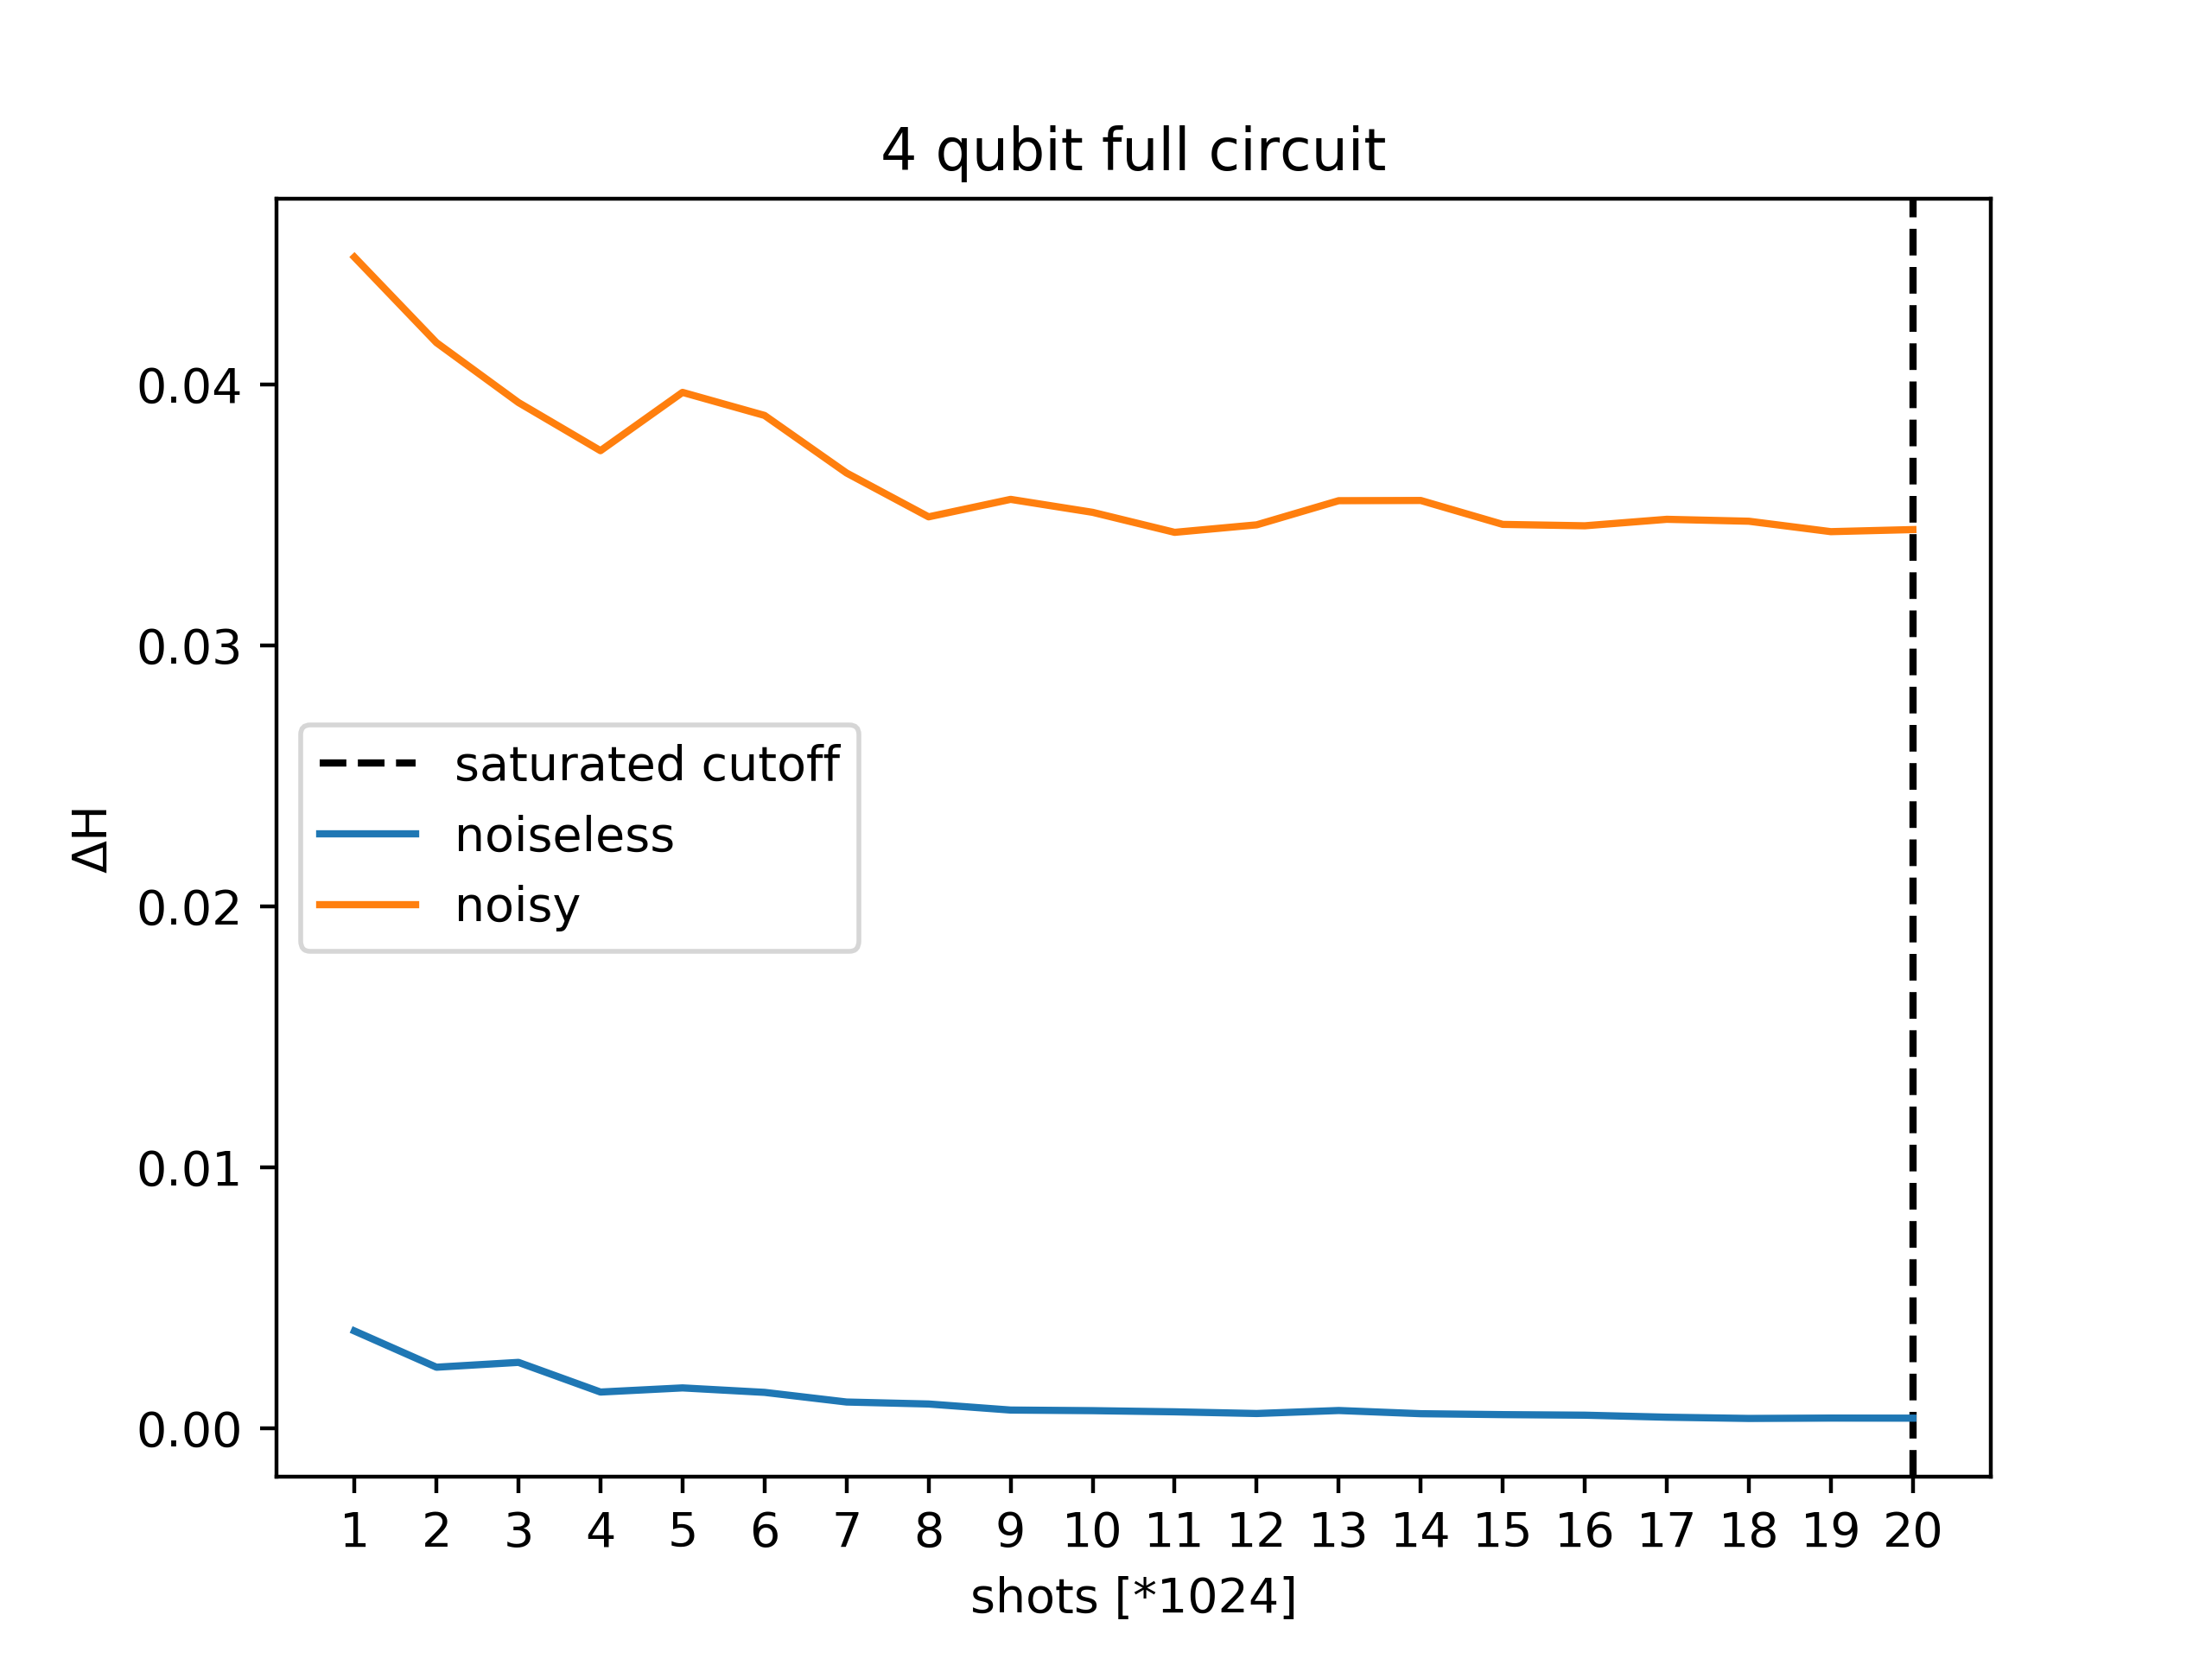 4 qubit full circuit
0.04
0.03
0.02
0.01
0.00
ΔH
saturated cutoff
noiseless
noisy
1 2 3 4 5 6 7 8 9 10 11 12 13 14 15 16 17 18 19 20
shots [*1024]